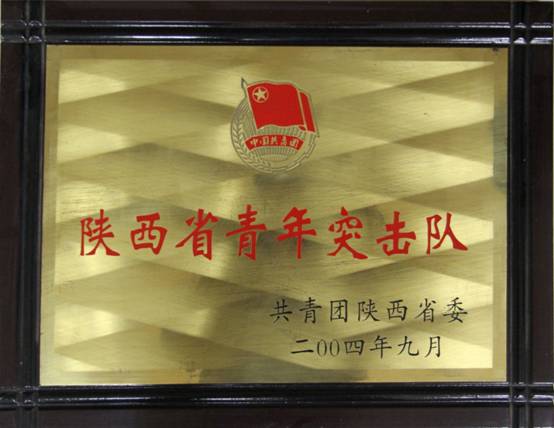 中国共青团
陕西省青年突击队
共青团陕西省委
二00四年九月